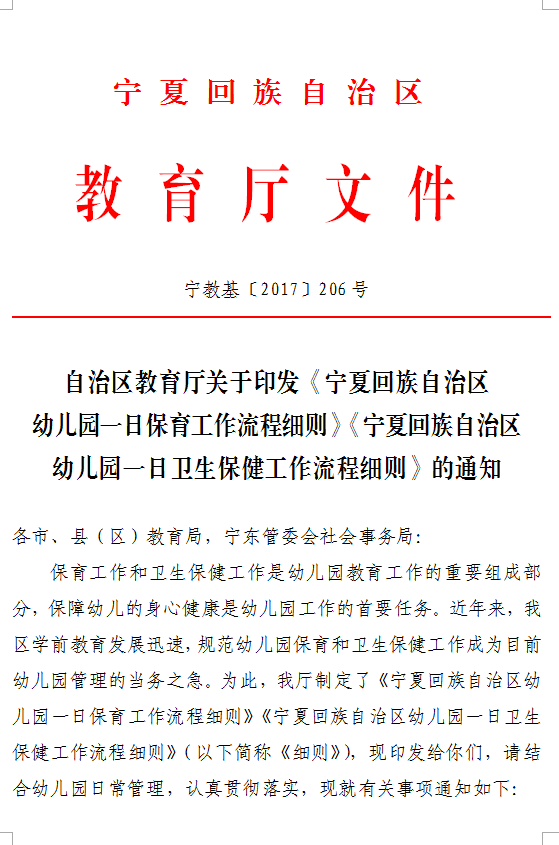 宁夏回族自治区
教育厅文件
宁教基〔2017〕206号
自治区教育厅关于印发《宁夏回族自治区
幼儿园一日保育工作流程细则》《宁夏回族自治区
幼儿园一日卫生保健工作流程细则》的通知
各市、县（区）教育局，宁东管委会社会事务局：
保育工作和卫生保健工作是幼儿园教育工作的重要组成部
分，保障幼儿的身心健康是幼儿园工作的首要任务。近年来，我
区学前教育发展迅速，规范幼儿园保育和卫生保健工作成为目前
幼儿园管理的当务之急。为此，我厅制定了《宁夏回族自治区幼
儿园一日保育工作流程细则》《宁夏回族自治区幼儿园一日卫生
保健工作流程细则》（以下简称《细则》），现印发给你们，请结
合幼儿园日常管理，认真贯彻落实，现就有关事项通知如下：